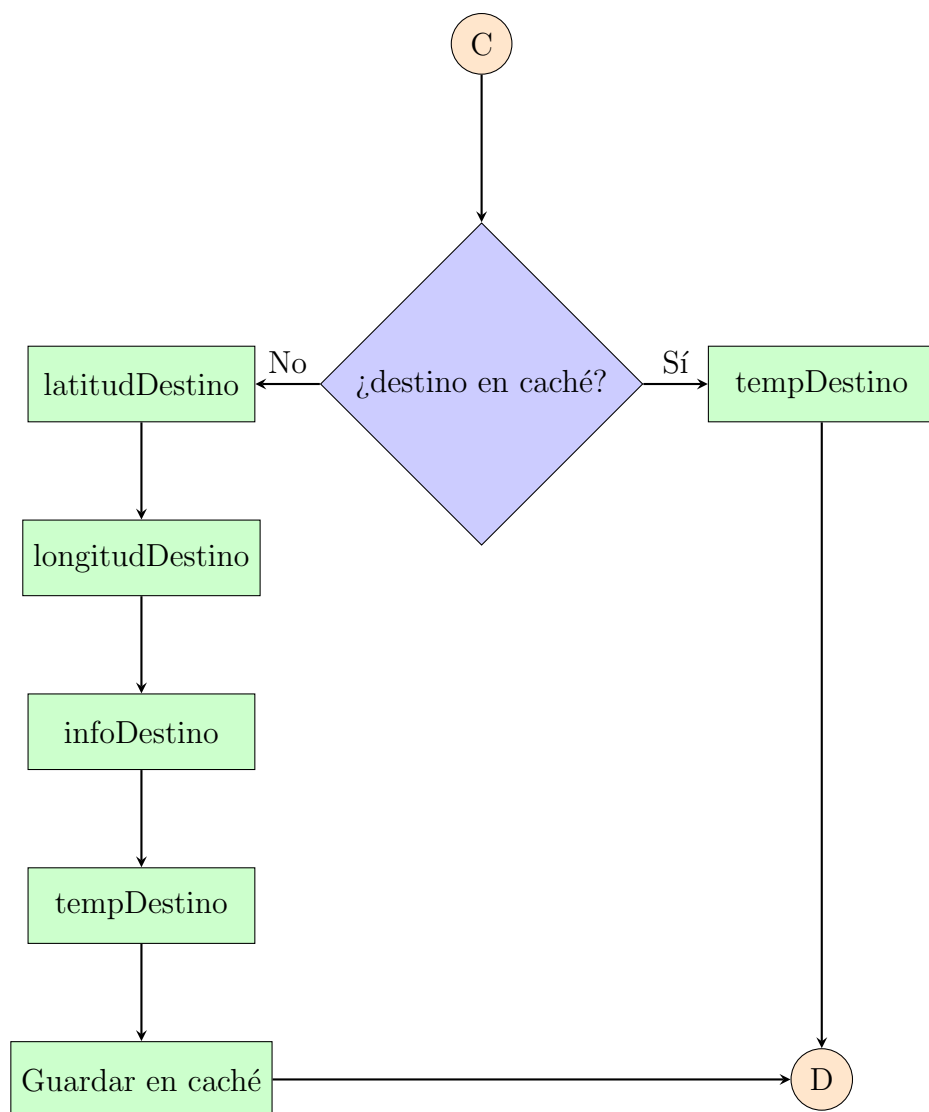 C
¿destino en caché?
No
Sí
latitudDestino
tempDestino
longitudDestino
infoDestino
tempDestino
Guardar en caché
D